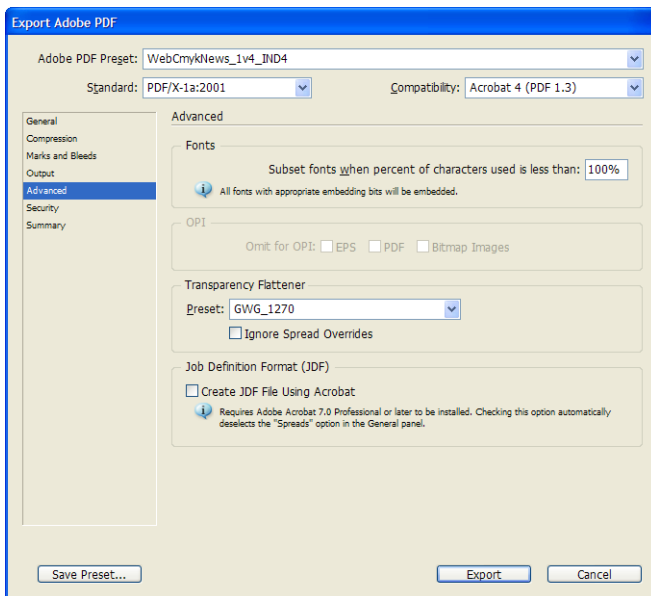 Export Adobe PDF
Adobe PDF Preset: WebCmykNews_1v4_IND4
Standard: PDF/X-1a:2001 Compatibility: Acrobat 4 (PDF 1.3)
General
Compression
Marks and Bleeds
Output
Advanced
Security
Summary
Advanced
Fonts
Subset fonts when percent of characters used is less than: 100%
All fonts with appropriate embedding bits will be embedded.
OPI
Omit for OPI: EPS PDF Bitmap Images
Transparency Flattener
Preset: GWG_1270
Ignore Spread Overrides
Job Definition Format (JDF)
Create JDF File Using Acrobat
Requires Adobe Acrobat 7.0 Professional or later to be installed. Checking this option automatically
deselects the "Spreads" option in the General panel.
Save Preset... Export Cancel